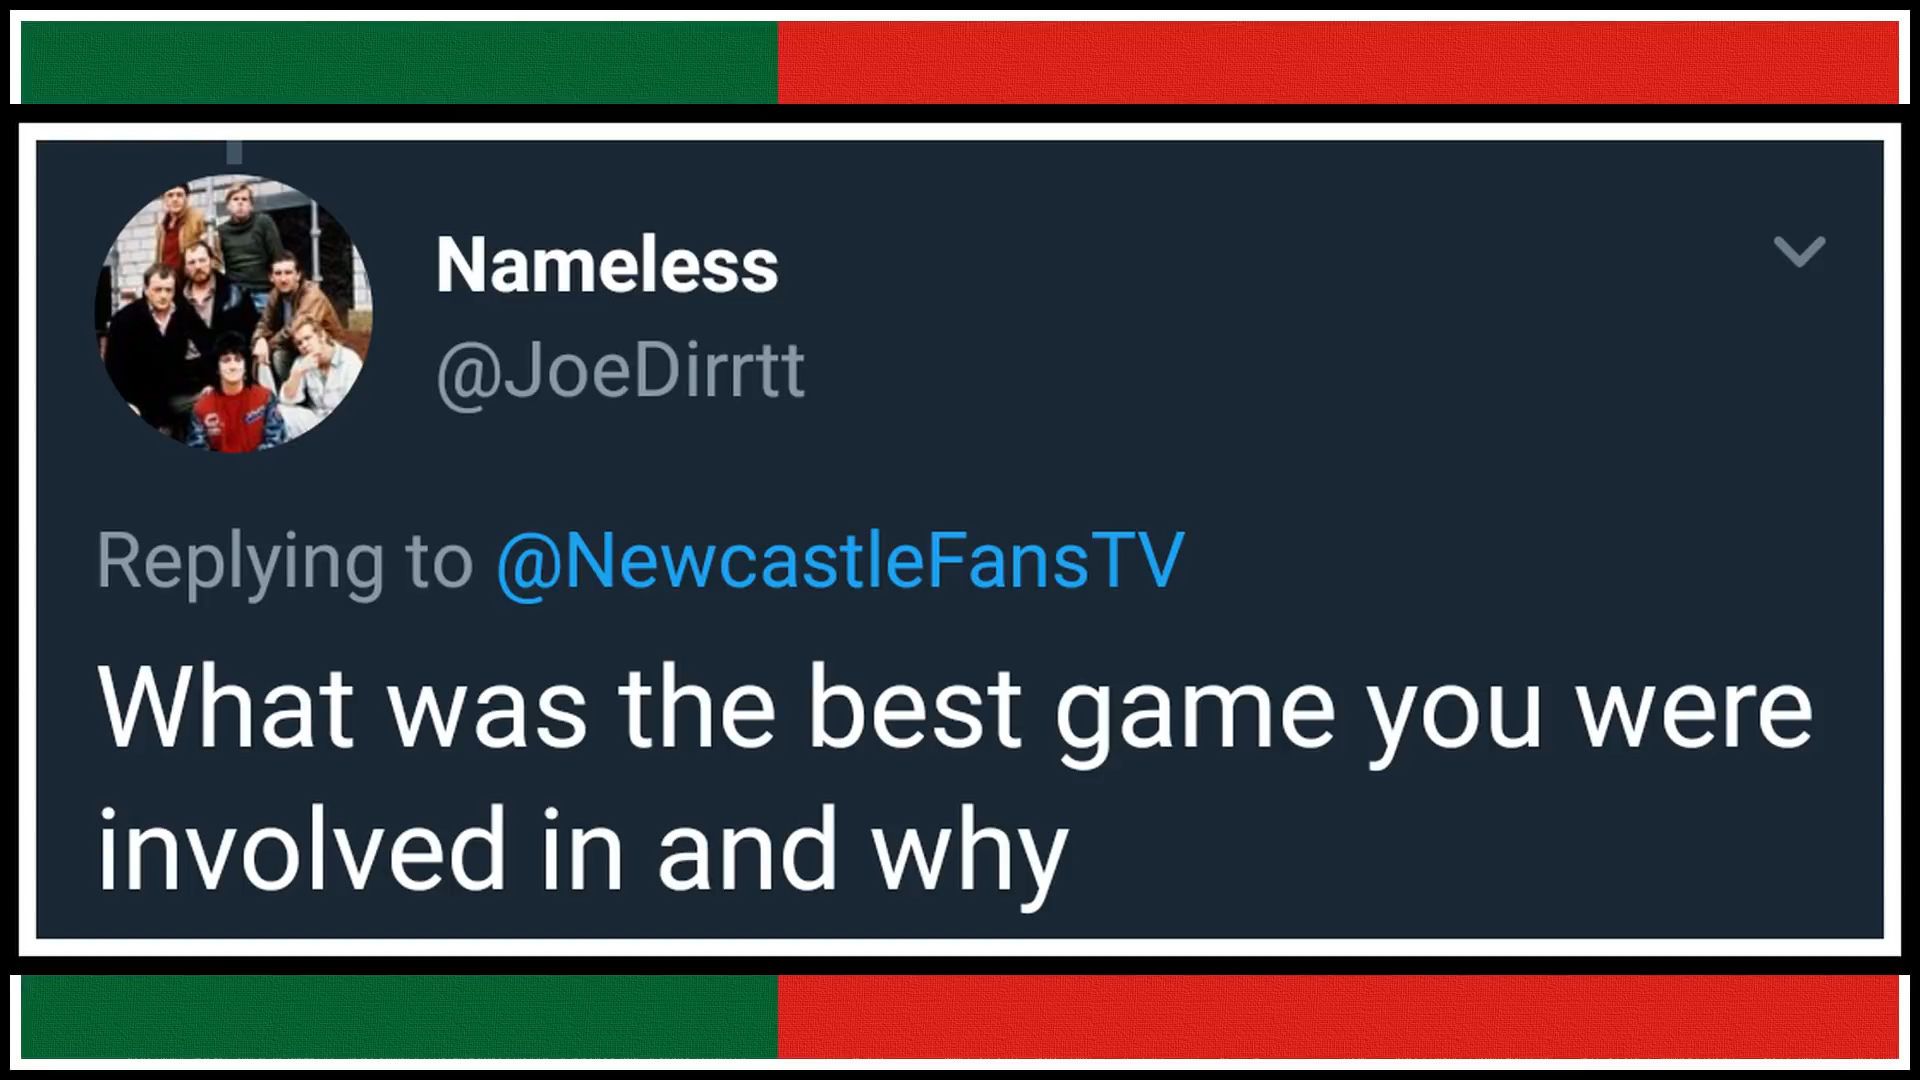 Nameless
@JoeDirrtt
Replying to @NewcastleFansTV
What was the best game you were
involved in and why